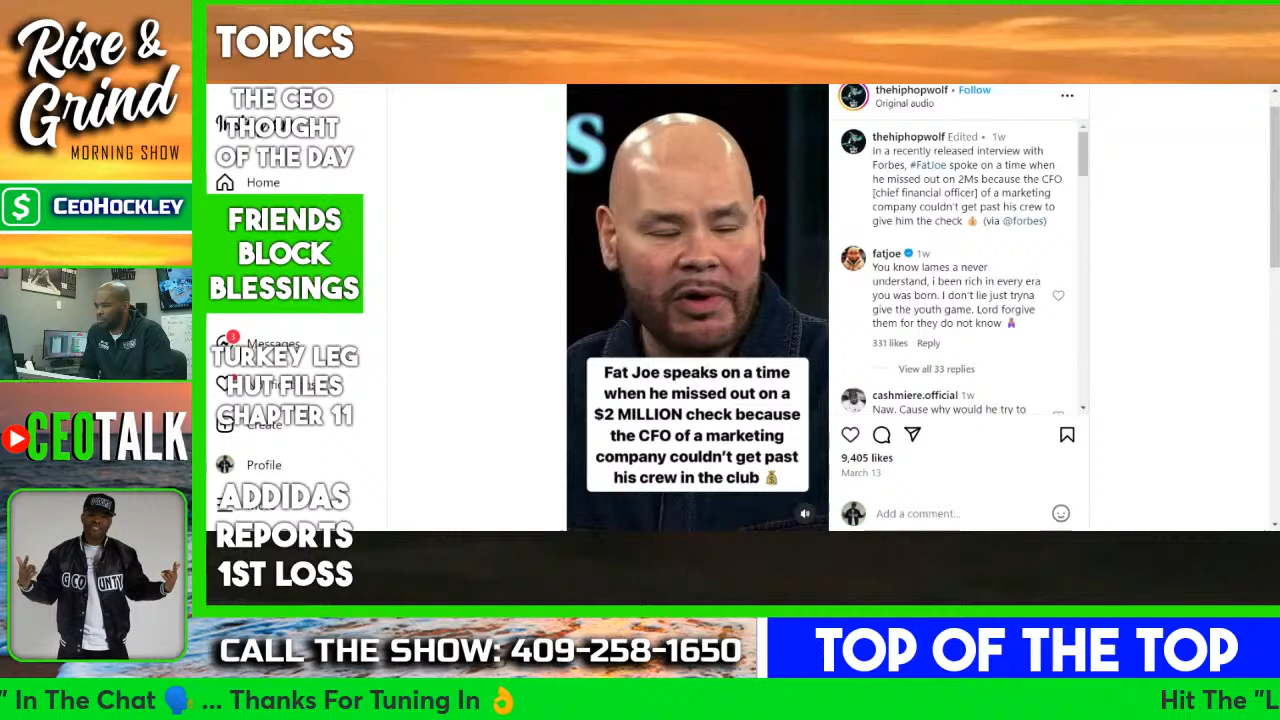 Rise &
Grind
MORNING SHOW
$ CEOHOCKLEY
CEOTALK
G COUNTY
TOPICS
THE CEO
THOUGHT
OF THE DAY
Home
FRIENDS
BLOCK
BLESSINGS
3
Messages
TURKEY LEG
HUT FILES
CHAPTER 11
Create
Profile
ADDIDAS
REPORTS
1ST LOSS
S
Fat Joe speaks on a time
when he missed out on a
$2 MILLION check because
the CFO of a marketing
company couldn't get past
his crew in the club 💰
thehiphopwolf • Follow
Original audio
thehiphopwolf Edited • 1w
In a recently released interview with
Forbes, #FatJoe spoke on a time when
he missed out on 2Ms because the CFO
[chief financial officer] of a marketing
company couldn't get past his crew to
give him the check 💰 (via @forbes)
fatjoe 1w
You know lames a never
understand, i been rich in every era
you was born. I don't lie just tryna
give the youth game. Lord forgive
them for they do not know
331 likes Reply
View all 33 replies
cashmiere.official 1w
Naw. Cause why would he try to
9,405 likes
March 13
Add a comment...
CALL THE SHOW: 409-258-1650
TOP OF THE TOP
" In The Chat 🗣️ ... Thanks For Tuning In 👌
Hit The "L